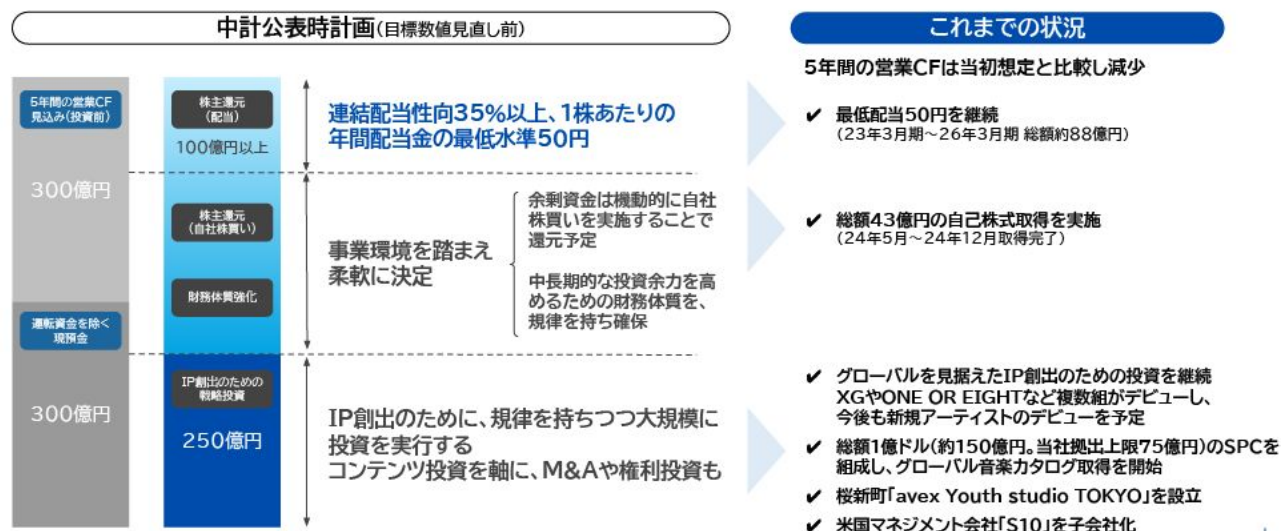 中計公表時計画(目標数値見直し前)
これまでの状況
5年間の営業CF
見込み(投資前)
300億円
運転資金を除く
現預金
300億円
株主還元
(配当)
100億円以上
株主還元
(自社株買い)
財務体質強化
IP創出のための
戦略投資
250億円
連結配当性向35%以上、1株あたりの
年間配当金の最低水準50円
事業環境を踏まえ
柔軟に決定
余剰資金は機動的に自社
株買いを実施することで
還元予定
中長期的な投資余力を高
めるための財務体質を、
規律を持ち確保
IP創出のために、規律を持ちつつ大規模に
投資を実行する
コンテンツ投資を軸に、M&Aや権利投資も
5年間の営業CFは当初想定と比較し減少
✔ 最低配当50円を継続
(23年3月期~26年3月期 総額約88億円)
✔ 総額43億円の自己株式取得を実施
(24年5月~24年12月取得完了)
✔ グローバルを見据えたIP創出のための投資を継続
XGやONE OR EIGHTなど複数組がデビューし、
今後も新規アーティストのデビューを予定
✔ 総額1億ドル(約150億円。当社拠出上限75億円)のSPCを
組成し、グローバル音楽カタログ取得を開始
✔ 桜新町「avex Youth studio TOKYO」を設立
✔ 米国マネジメント会社「S10」を子会社化